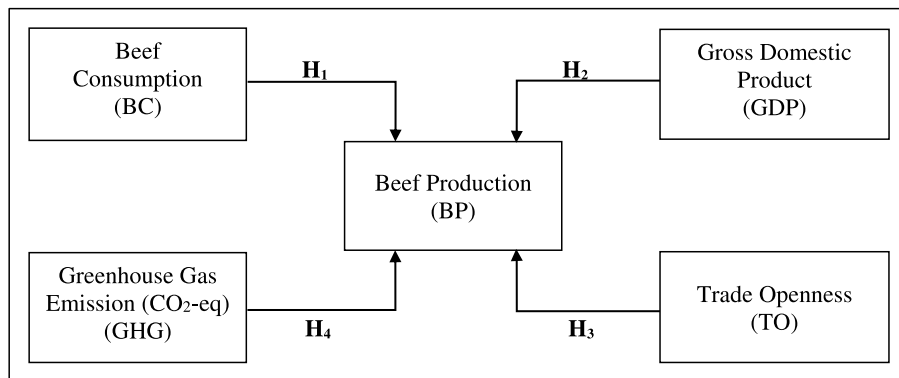 Beef
Consumption
(BC)
H₁
H₂
Gross Domestic
Product
(GDP)
Beef Production
(BP)
Greenhouse Gas
Emission (CO₂-eq)
(GHG)
H₄
H₃
Trade Openness
(TO)